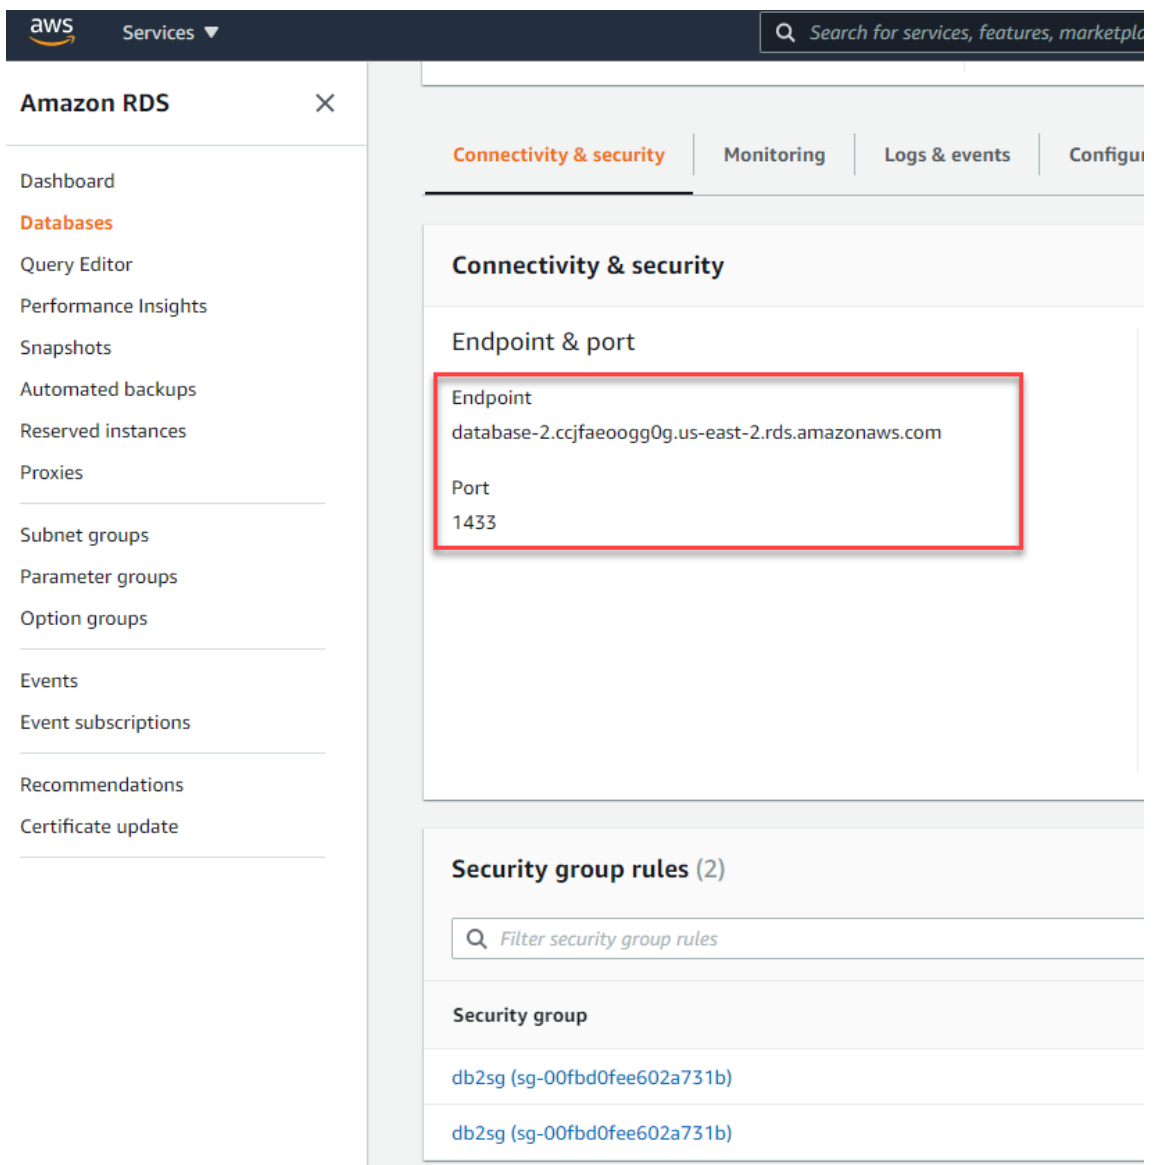 aws
Services ▼
Search for services, features, marketpla
Amazon RDS
Dashboard
Databases
Query Editor
Performance Insights
Snapshots
Automated backups
Reserved instances
Proxies
Subnet groups
Parameter groups
Option groups
Events
Event subscriptions
Recommendations
Certificate update
Connectivity & security
Monitoring
Logs & events
Configur
Connectivity & security
Endpoint & port
Endpoint
database-2.ccjfaeoogg0g.us-east-2.rds.amazonaws.com
Port
1433
Security group rules (2)
Filter security group rules
Security group
db2sg (sg-00fbd0fee602a731b)
db2sg (sg-00fbd0fee602a731b)